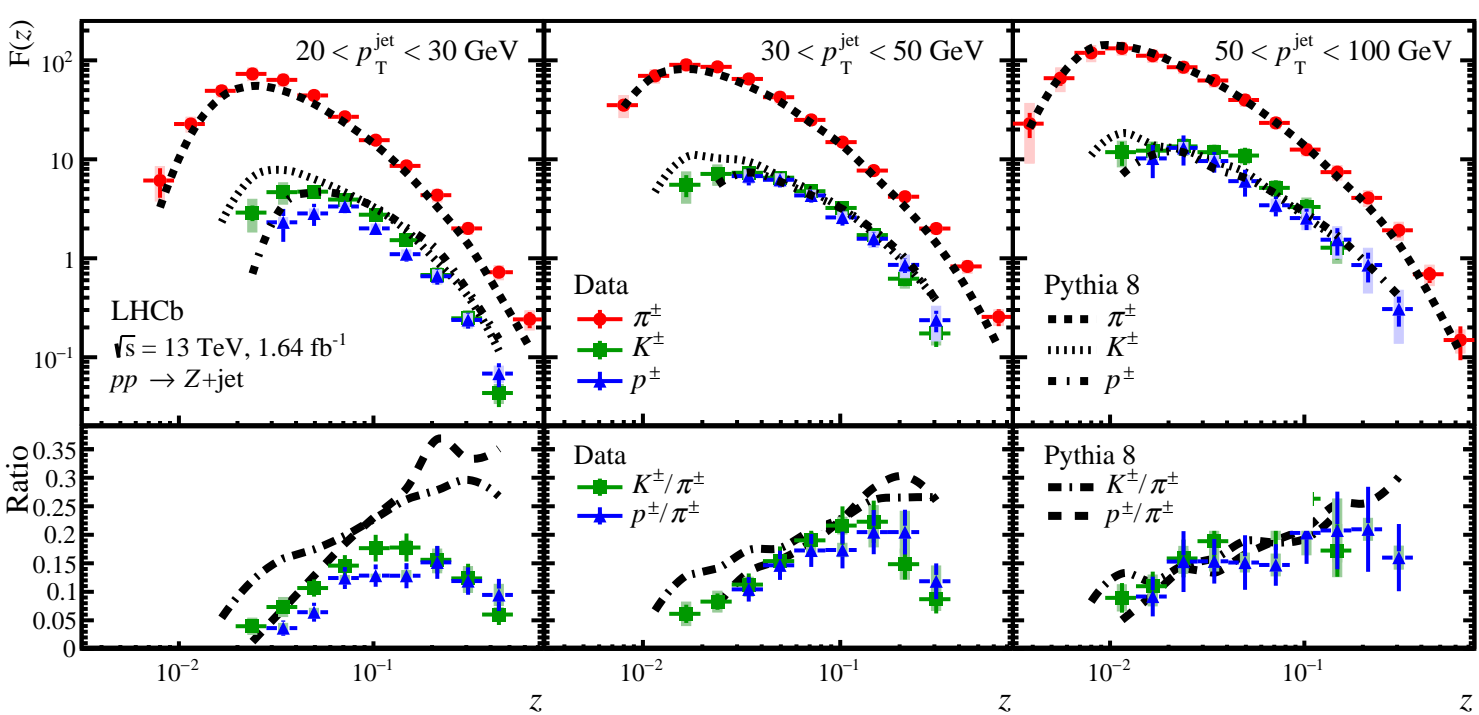 F(z)
10²
10
1
10⁻¹
20 < p_T^jet < 30 GeV
30 < p_T^jet < 50 GeV
50 < p_T^jet < 100 GeV
LHCb
√s = 13 TeV, 1.64 fb⁻¹
pp → Z+jet
Data
π±
K±
p±
Pythia 8
π±
K±
p±
Ratio
0.35
0.3
0.25
0.2
0.15
0.1
0.05
0
Data
K±/π±
p±/π±
Pythia 8
K±/π±
p±/π±
10⁻² 10⁻¹
10⁻² 10⁻¹
10⁻² 10⁻¹
z z z